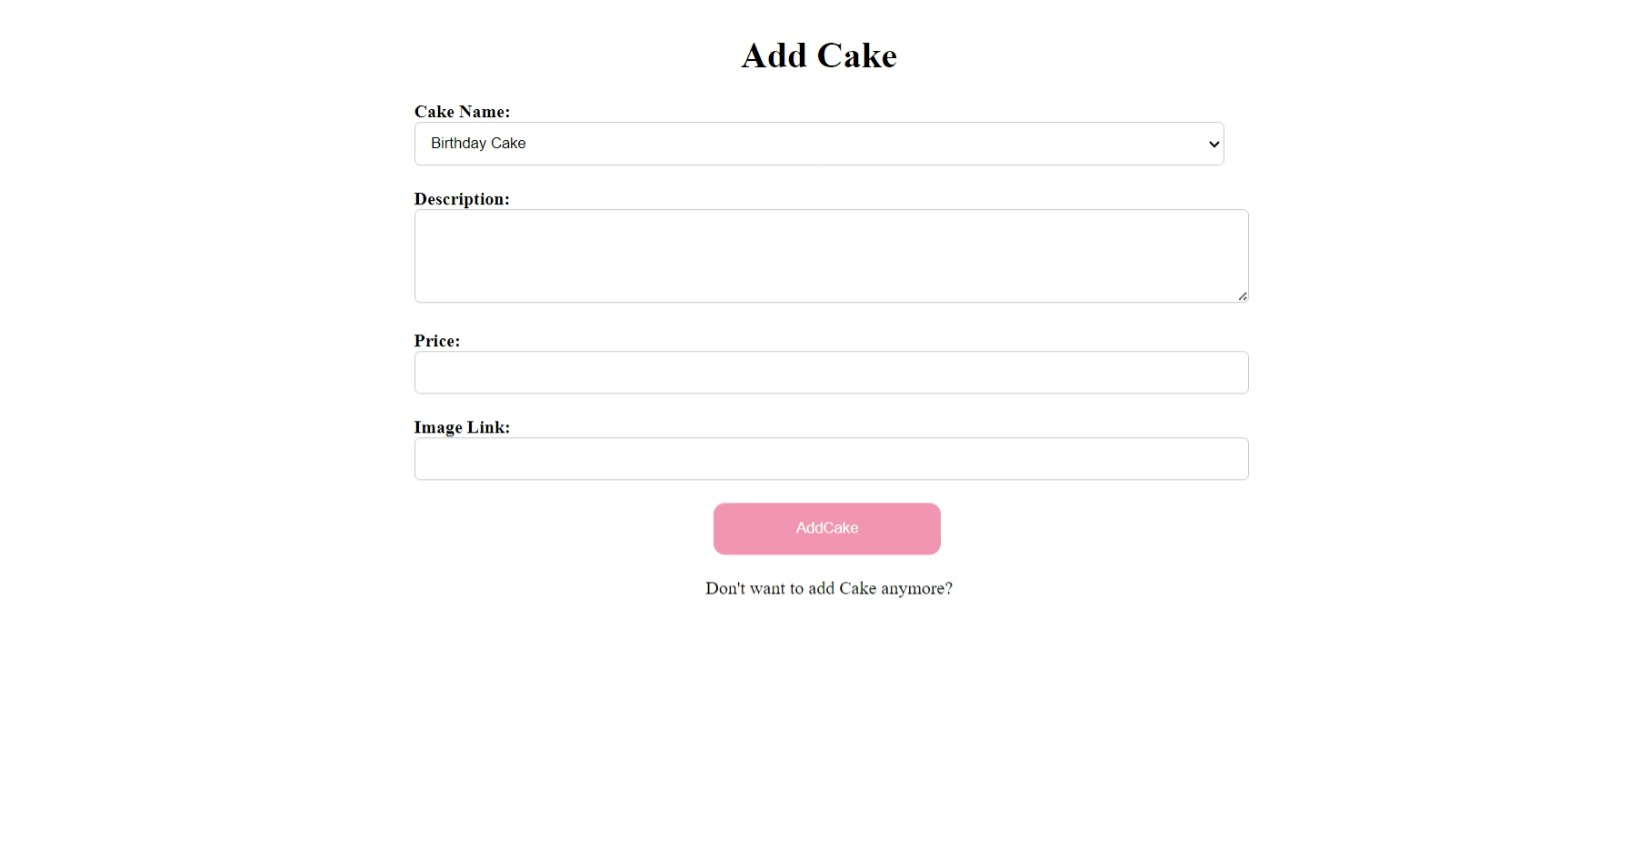 Add Cake
Cake Name:
Birthday Cake
Description:
Price:
Image Link:
AddCake
Don't want to add Cake anymore?